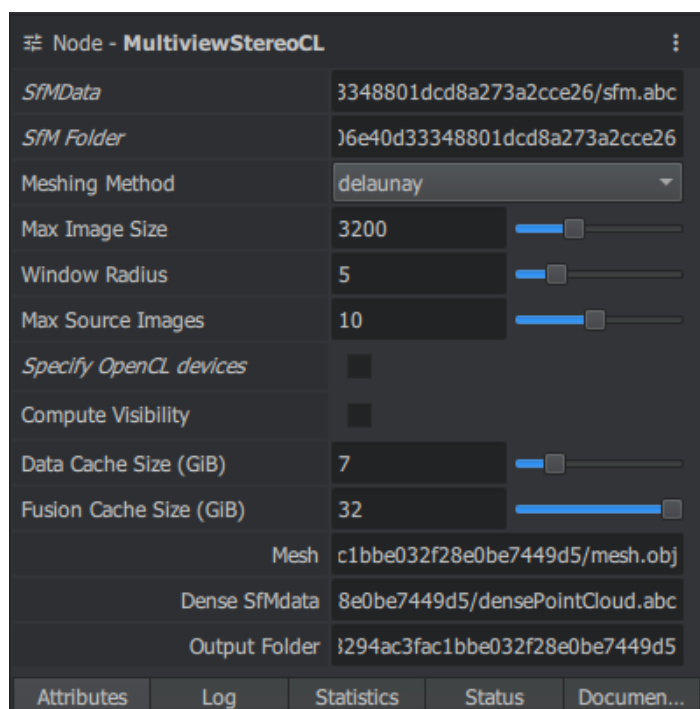 Node - MultiviewStereoCL
SfMData 3348801dcd8a273a2cce26/sfm.abc
SfM Folder 06e40d33348801dcd8a273a2cce26
Meshing Method delaunay
Max Image Size 3200
Window Radius 5
Max Source Images 10
Specify OpenCL devices
Compute Visibility
Data Cache Size (GiB) 7
Fusion Cache Size (GiB) 32
Mesh c1bbe032f28e0be7449d5/mesh.obj
Dense SfMdata 8e0be7449d5/densePointCloud.abc
Output Folder 3294ac3fac1bbe032f28e0be7449d5
Attributes Log Statistics Status Documen...